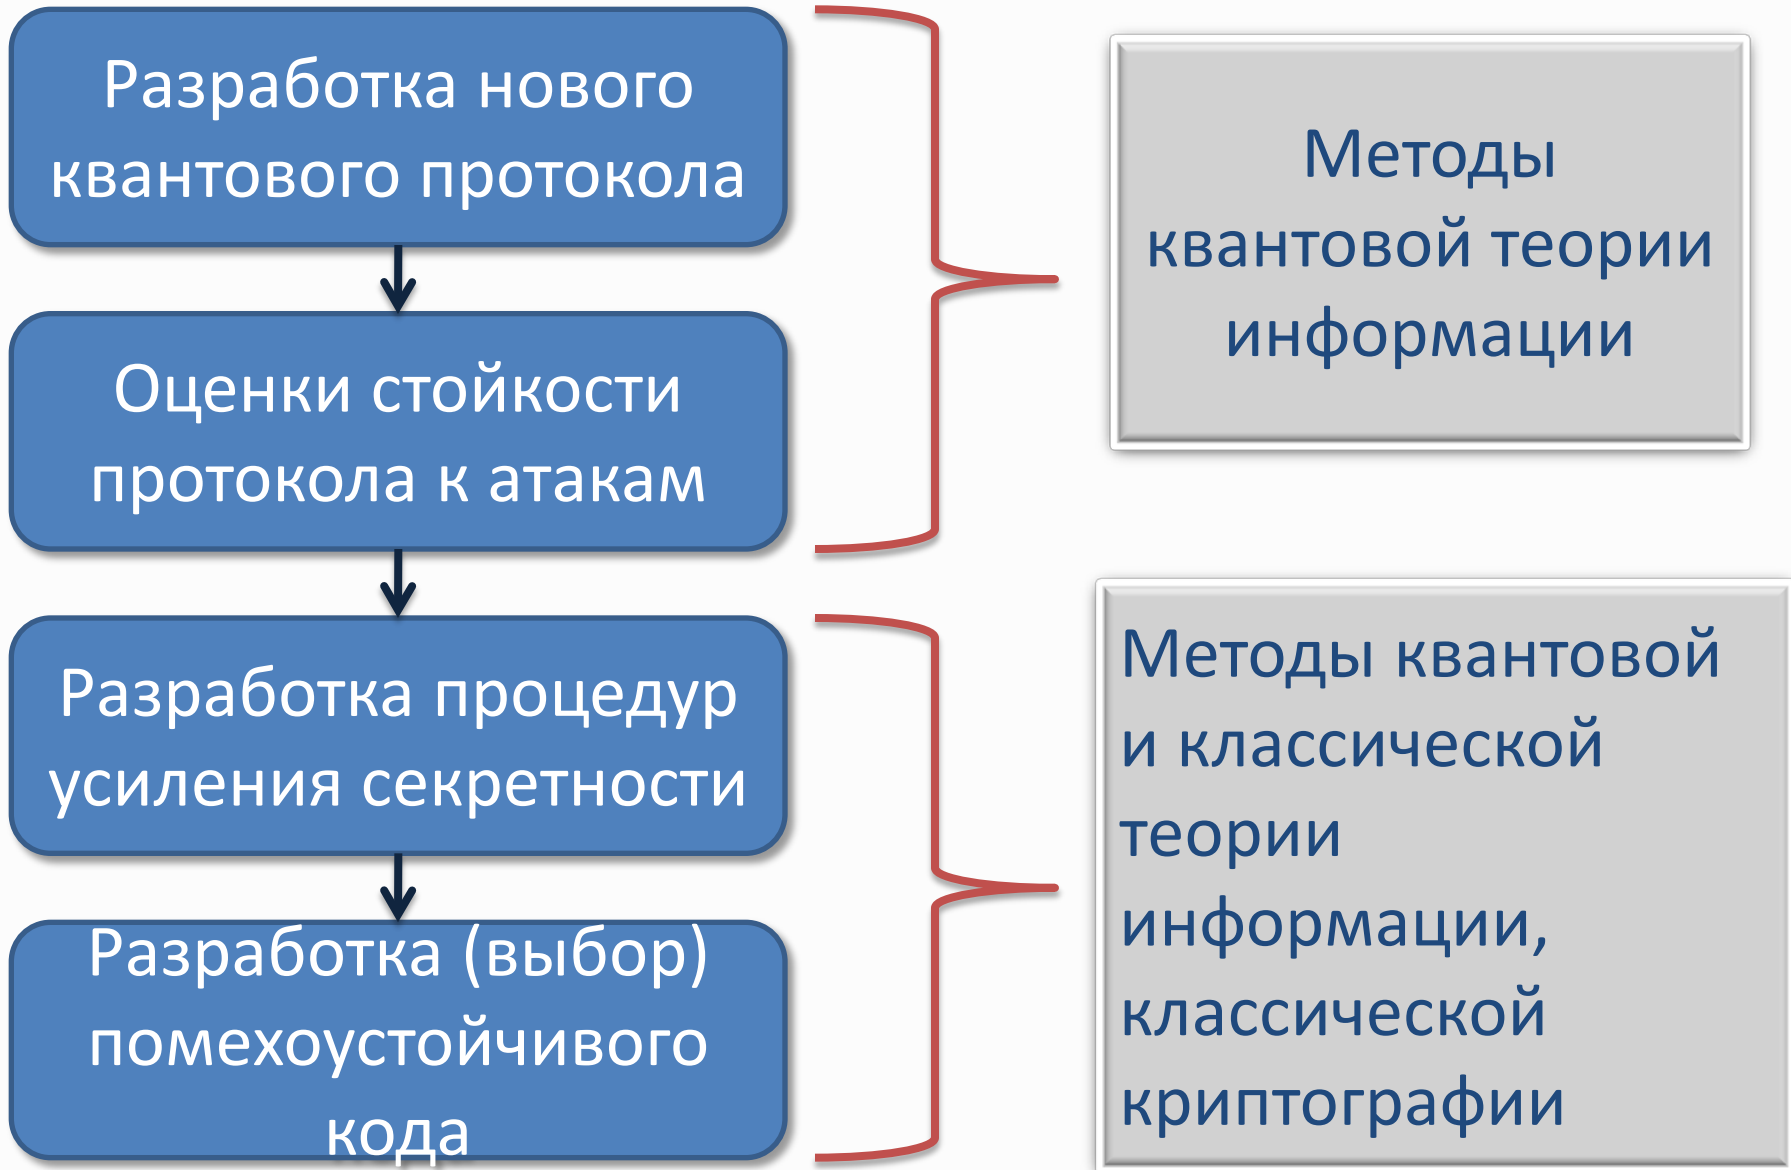 Разработка нового
квантового протокола
Оценки стойкости
протокола к атакам
Разработка процедур
усиления секретности
Разработка (выбор)
помехоустойчивого
кода
Методы
квантовой теории
информации
Методы квантовой
и классической
теории
информации,
классической
криптографии